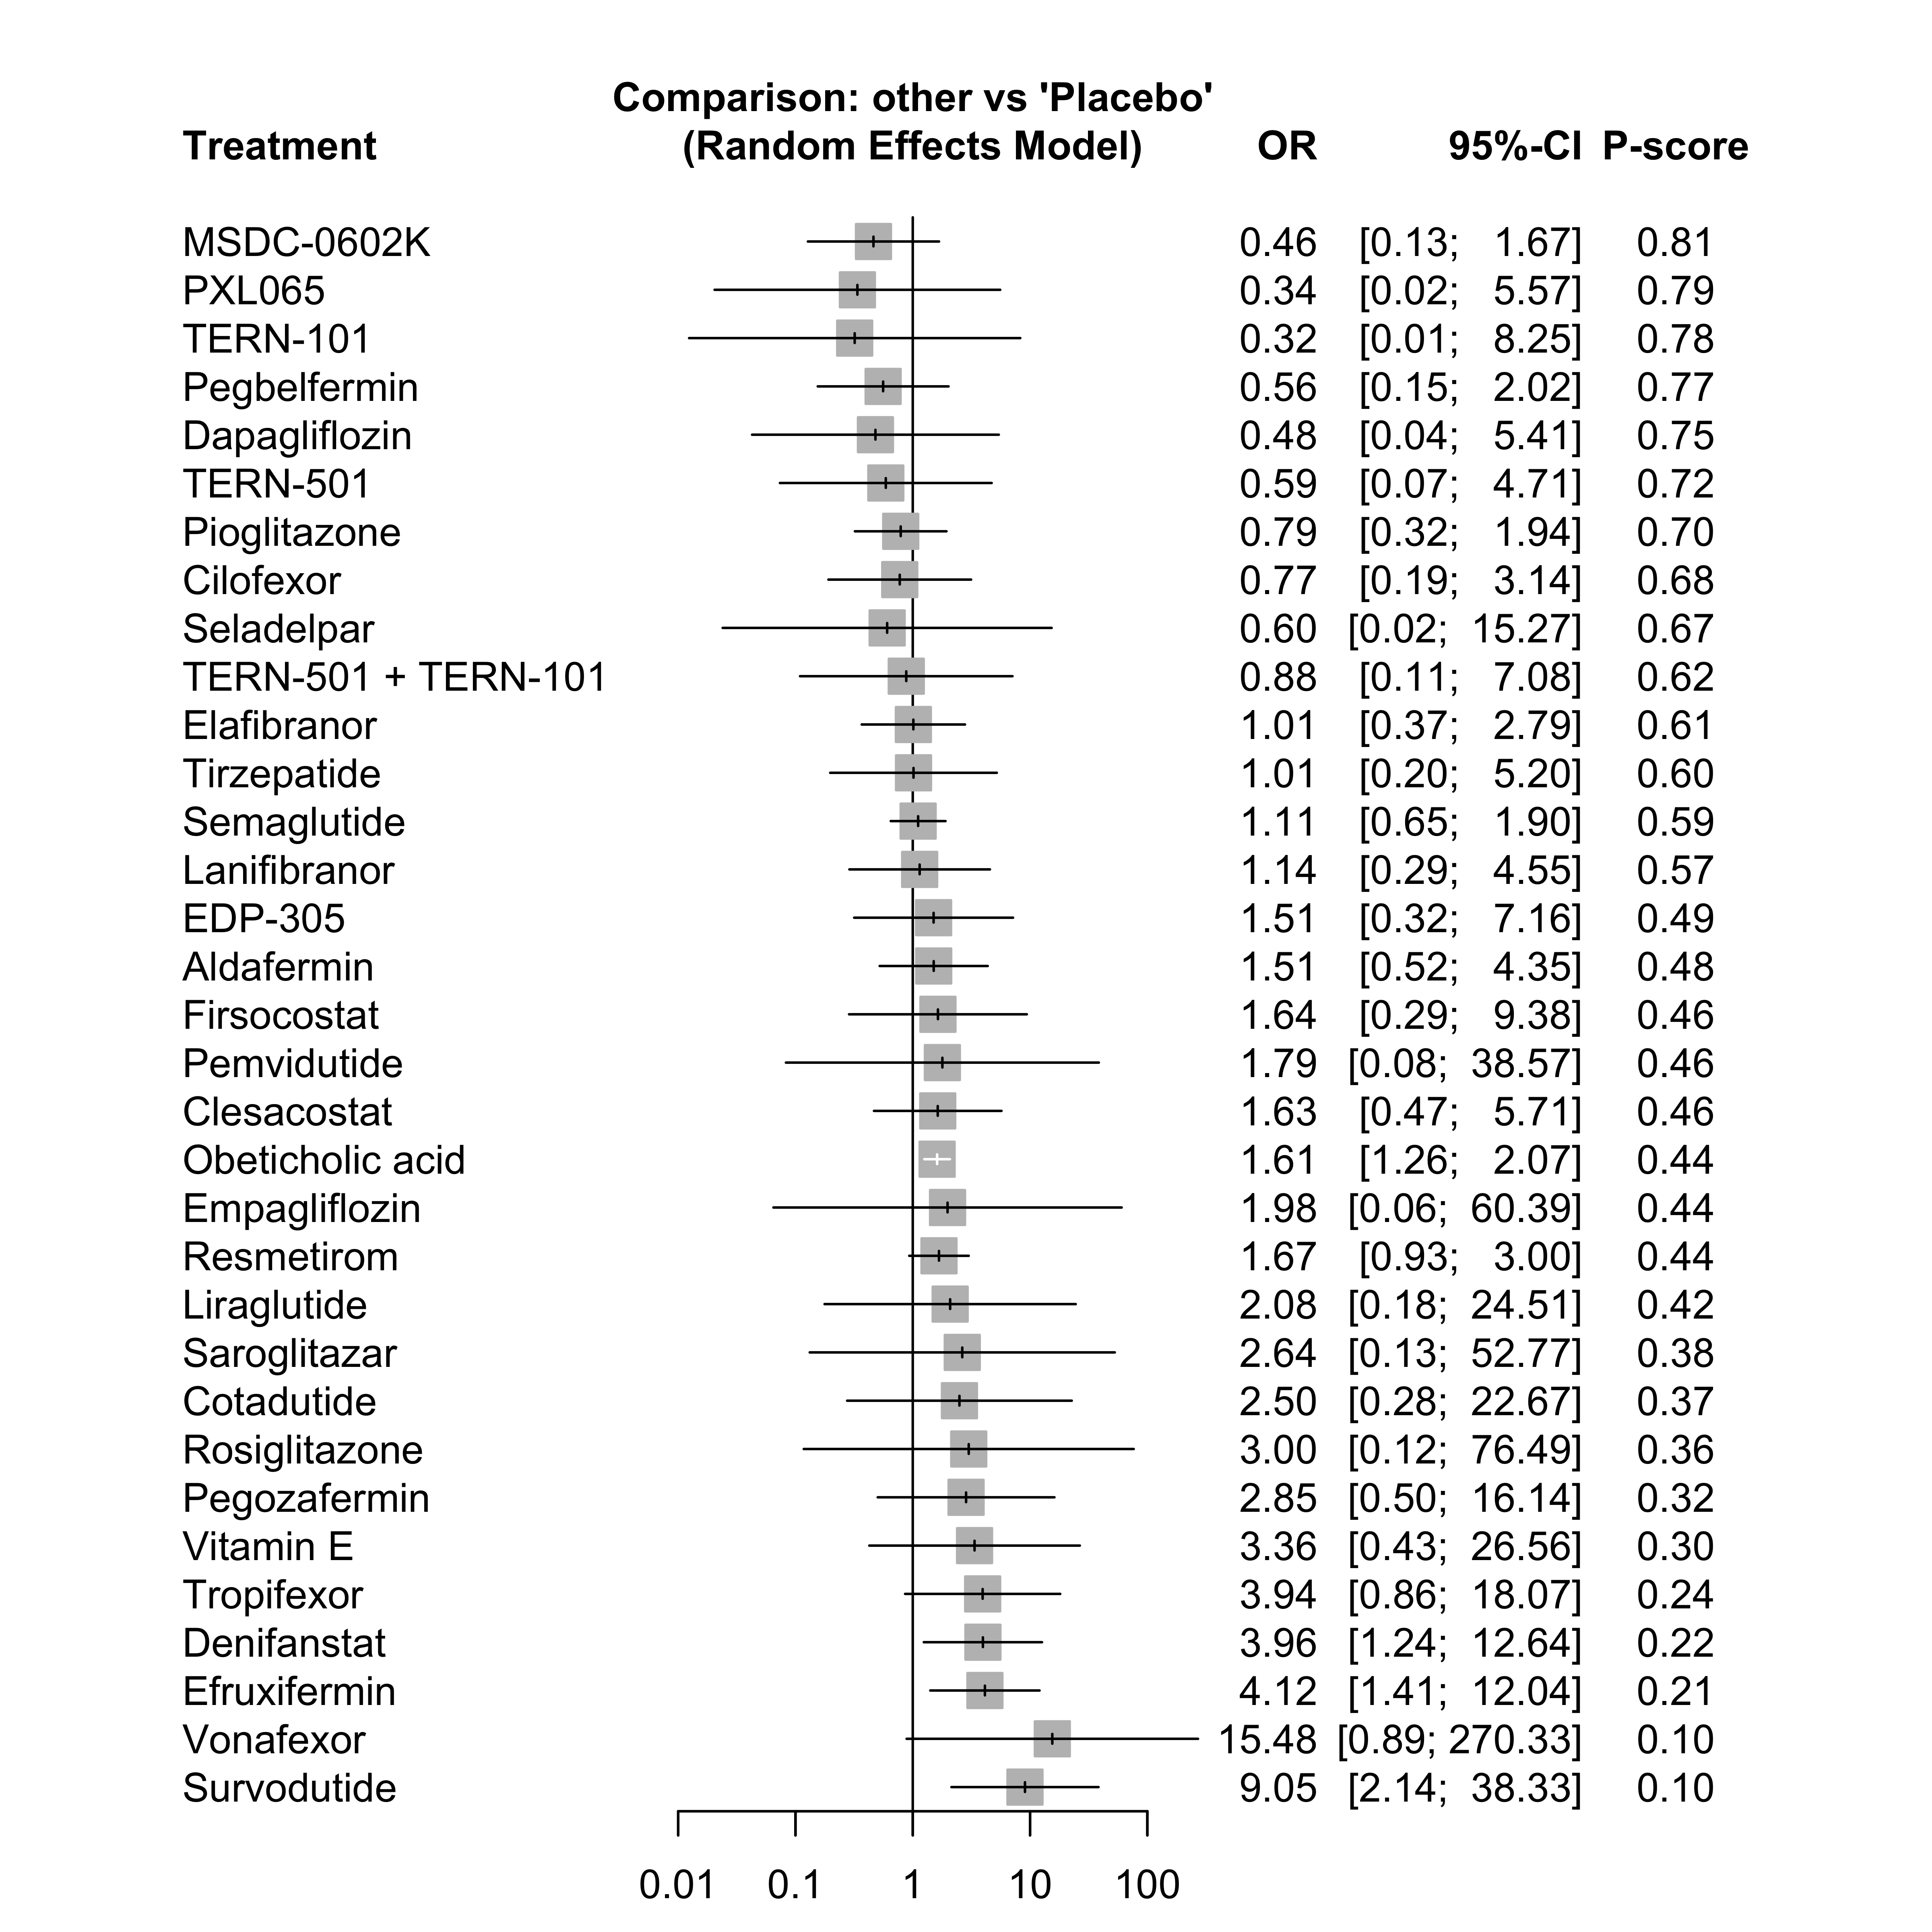 Comparison: other vs 'Placebo'
Treatment (Random Effects Model) OR 95%-CI P-score
MSDC-0602K 0.46 [0.13; 1.67] 0.81
PXL065 0.34 [0.02; 5.57] 0.79
TERN-101 0.32 [0.01; 8.25] 0.78
Pegbelfermin 0.56 [0.15; 2.02] 0.77
Dapagliflozin 0.48 [0.04; 5.41] 0.75
TERN-501 0.59 [0.07; 4.71] 0.72
Pioglitazone 0.79 [0.32; 1.94] 0.70
Cilofexor 0.77 [0.19; 3.14] 0.68
Seladelpar 0.60 [0.02; 15.27] 0.67
TERN-501 + TERN-101 0.88 [0.11; 7.08] 0.62
Elafibranor 1.01 [0.37; 2.79] 0.61
Tirzepatide 1.01 [0.20; 5.20] 0.60
Semaglutide 1.11 [0.65; 1.90] 0.59
Lanifibranor 1.14 [0.29; 4.55] 0.57
EDP-305 1.51 [0.32; 7.16] 0.49
Aldafermin 1.51 [0.52; 4.35] 0.48
Firsocostat 1.64 [0.29; 9.38] 0.46
Pemvidutide 1.79 [0.08; 38.57] 0.46
Clesacostat 1.63 [0.47; 5.71] 0.46
Obeticholic acid 1.61 [1.26; 2.07] 0.44
Empagliflozin 1.98 [0.06; 60.39] 0.44
Resmetirom 1.67 [0.93; 3.00] 0.44
Liraglutide 2.08 [0.18; 24.51] 0.42
Saroglitazar 2.64 [0.13; 52.77] 0.38
Cotadutide 2.50 [0.28; 22.67] 0.37
Rosiglitazone 3.00 [0.12; 76.49] 0.36
Pegozafermin 2.85 [0.50; 16.14] 0.32
Vitamin E 3.36 [0.43; 26.56] 0.30
Tropifexor 3.94 [0.86; 18.07] 0.24
Denifanstat 3.96 [1.24; 12.64] 0.22
Efruxifermin 4.12 [1.41; 12.04] 0.21
Vonafexor 15.48 [0.89; 270.33] 0.10
Survodutide 9.05 [2.14; 38.33] 0.10
0.01 0.1 1 10 100